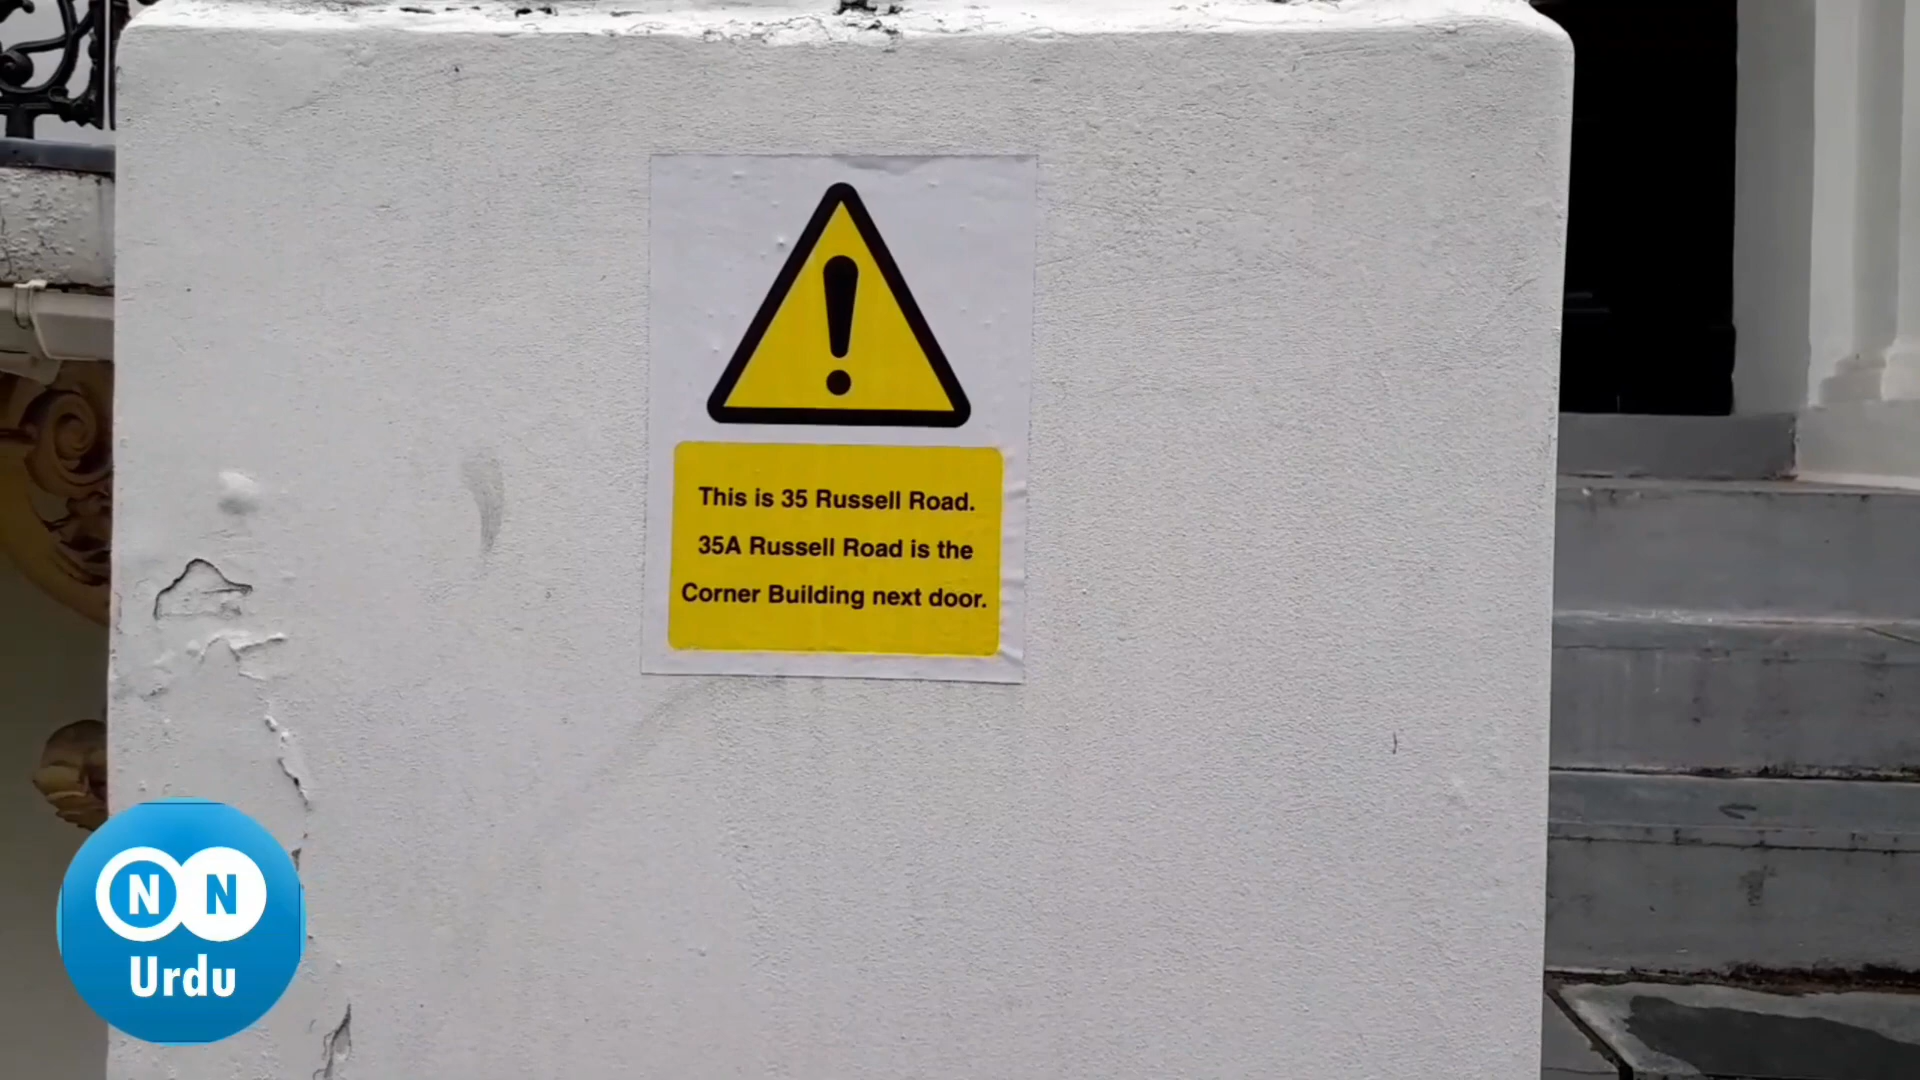 This is 35 Russell Road.
35A Russell Road is the
Corner Building next door.
N N
Urdu